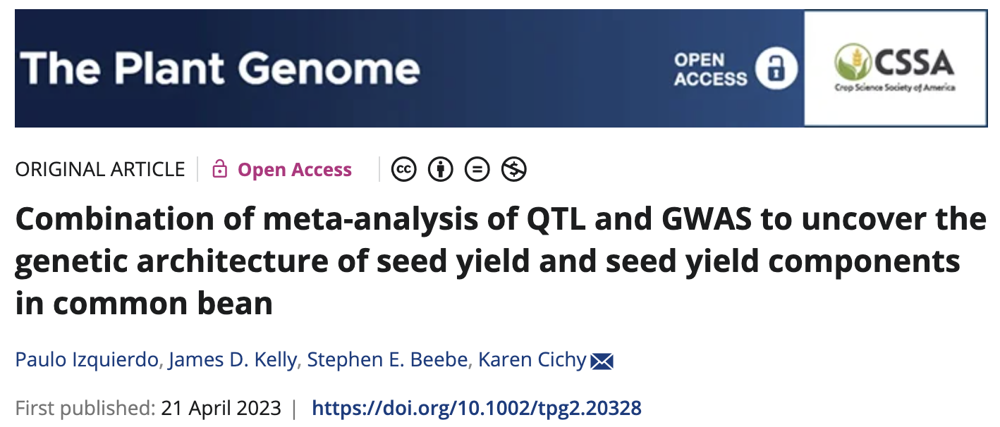 The Plant Genome
OPEN
ACCESS
CSSA
Crop Science Society of America
ORIGINAL ARTICLE
Open Access
cc
Combination of meta-analysis of QTL and GWAS to uncover the
genetic architecture of seed yield and seed yield components
in common bean
Paulo Izquierdo, James D. Kelly, Stephen E. Beebe, Karen Cichy
First published: 21 April 2023 | https://doi.org/10.1002/tpg2.20328